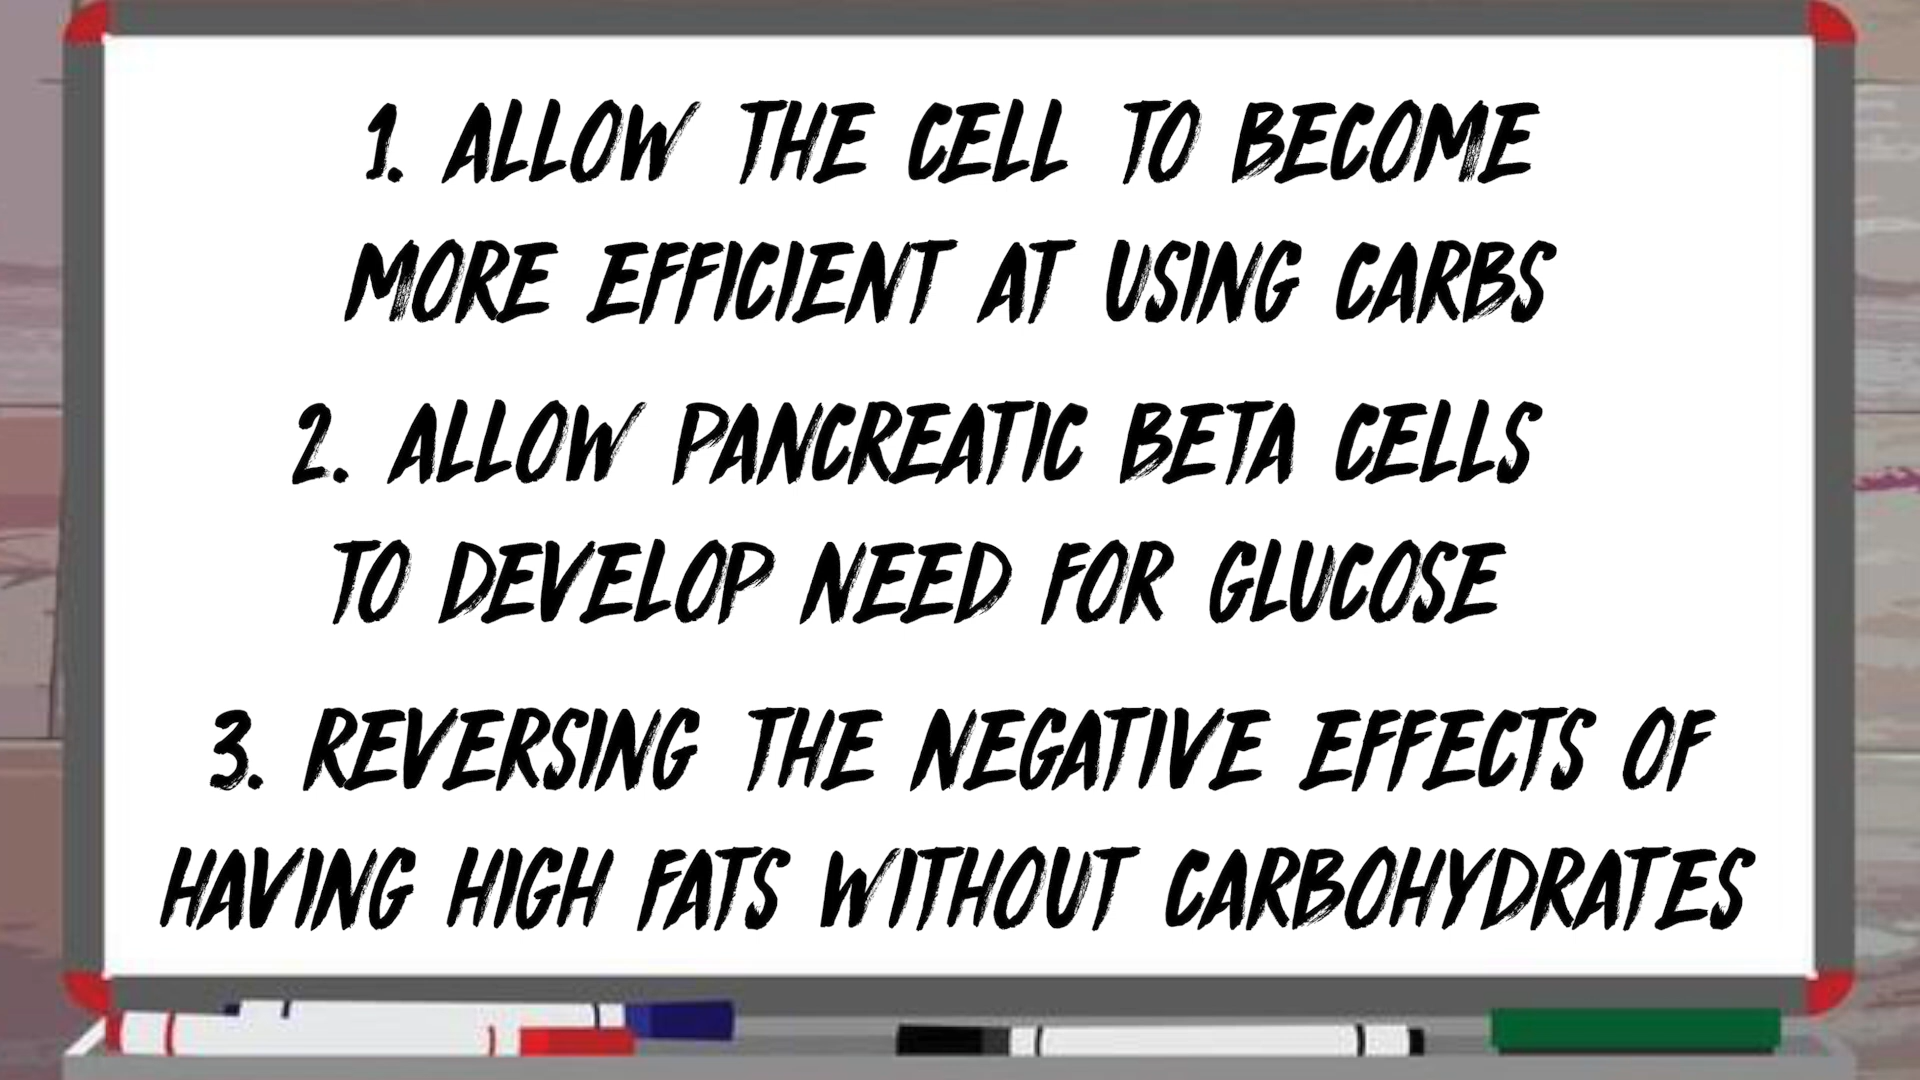 1. ALLOW THE CELL TO BECOME
MORE EFFICIENT AT USING CARBS
2. ALLOW PANCREATIC BETA CELLS
TO DEVELOP NEED FOR GLUCOSE
3. REVERSING THE NEGATIVE EFFECTS OF
HAVING HIGH FATS WITHOUT CARBOHYDRATES